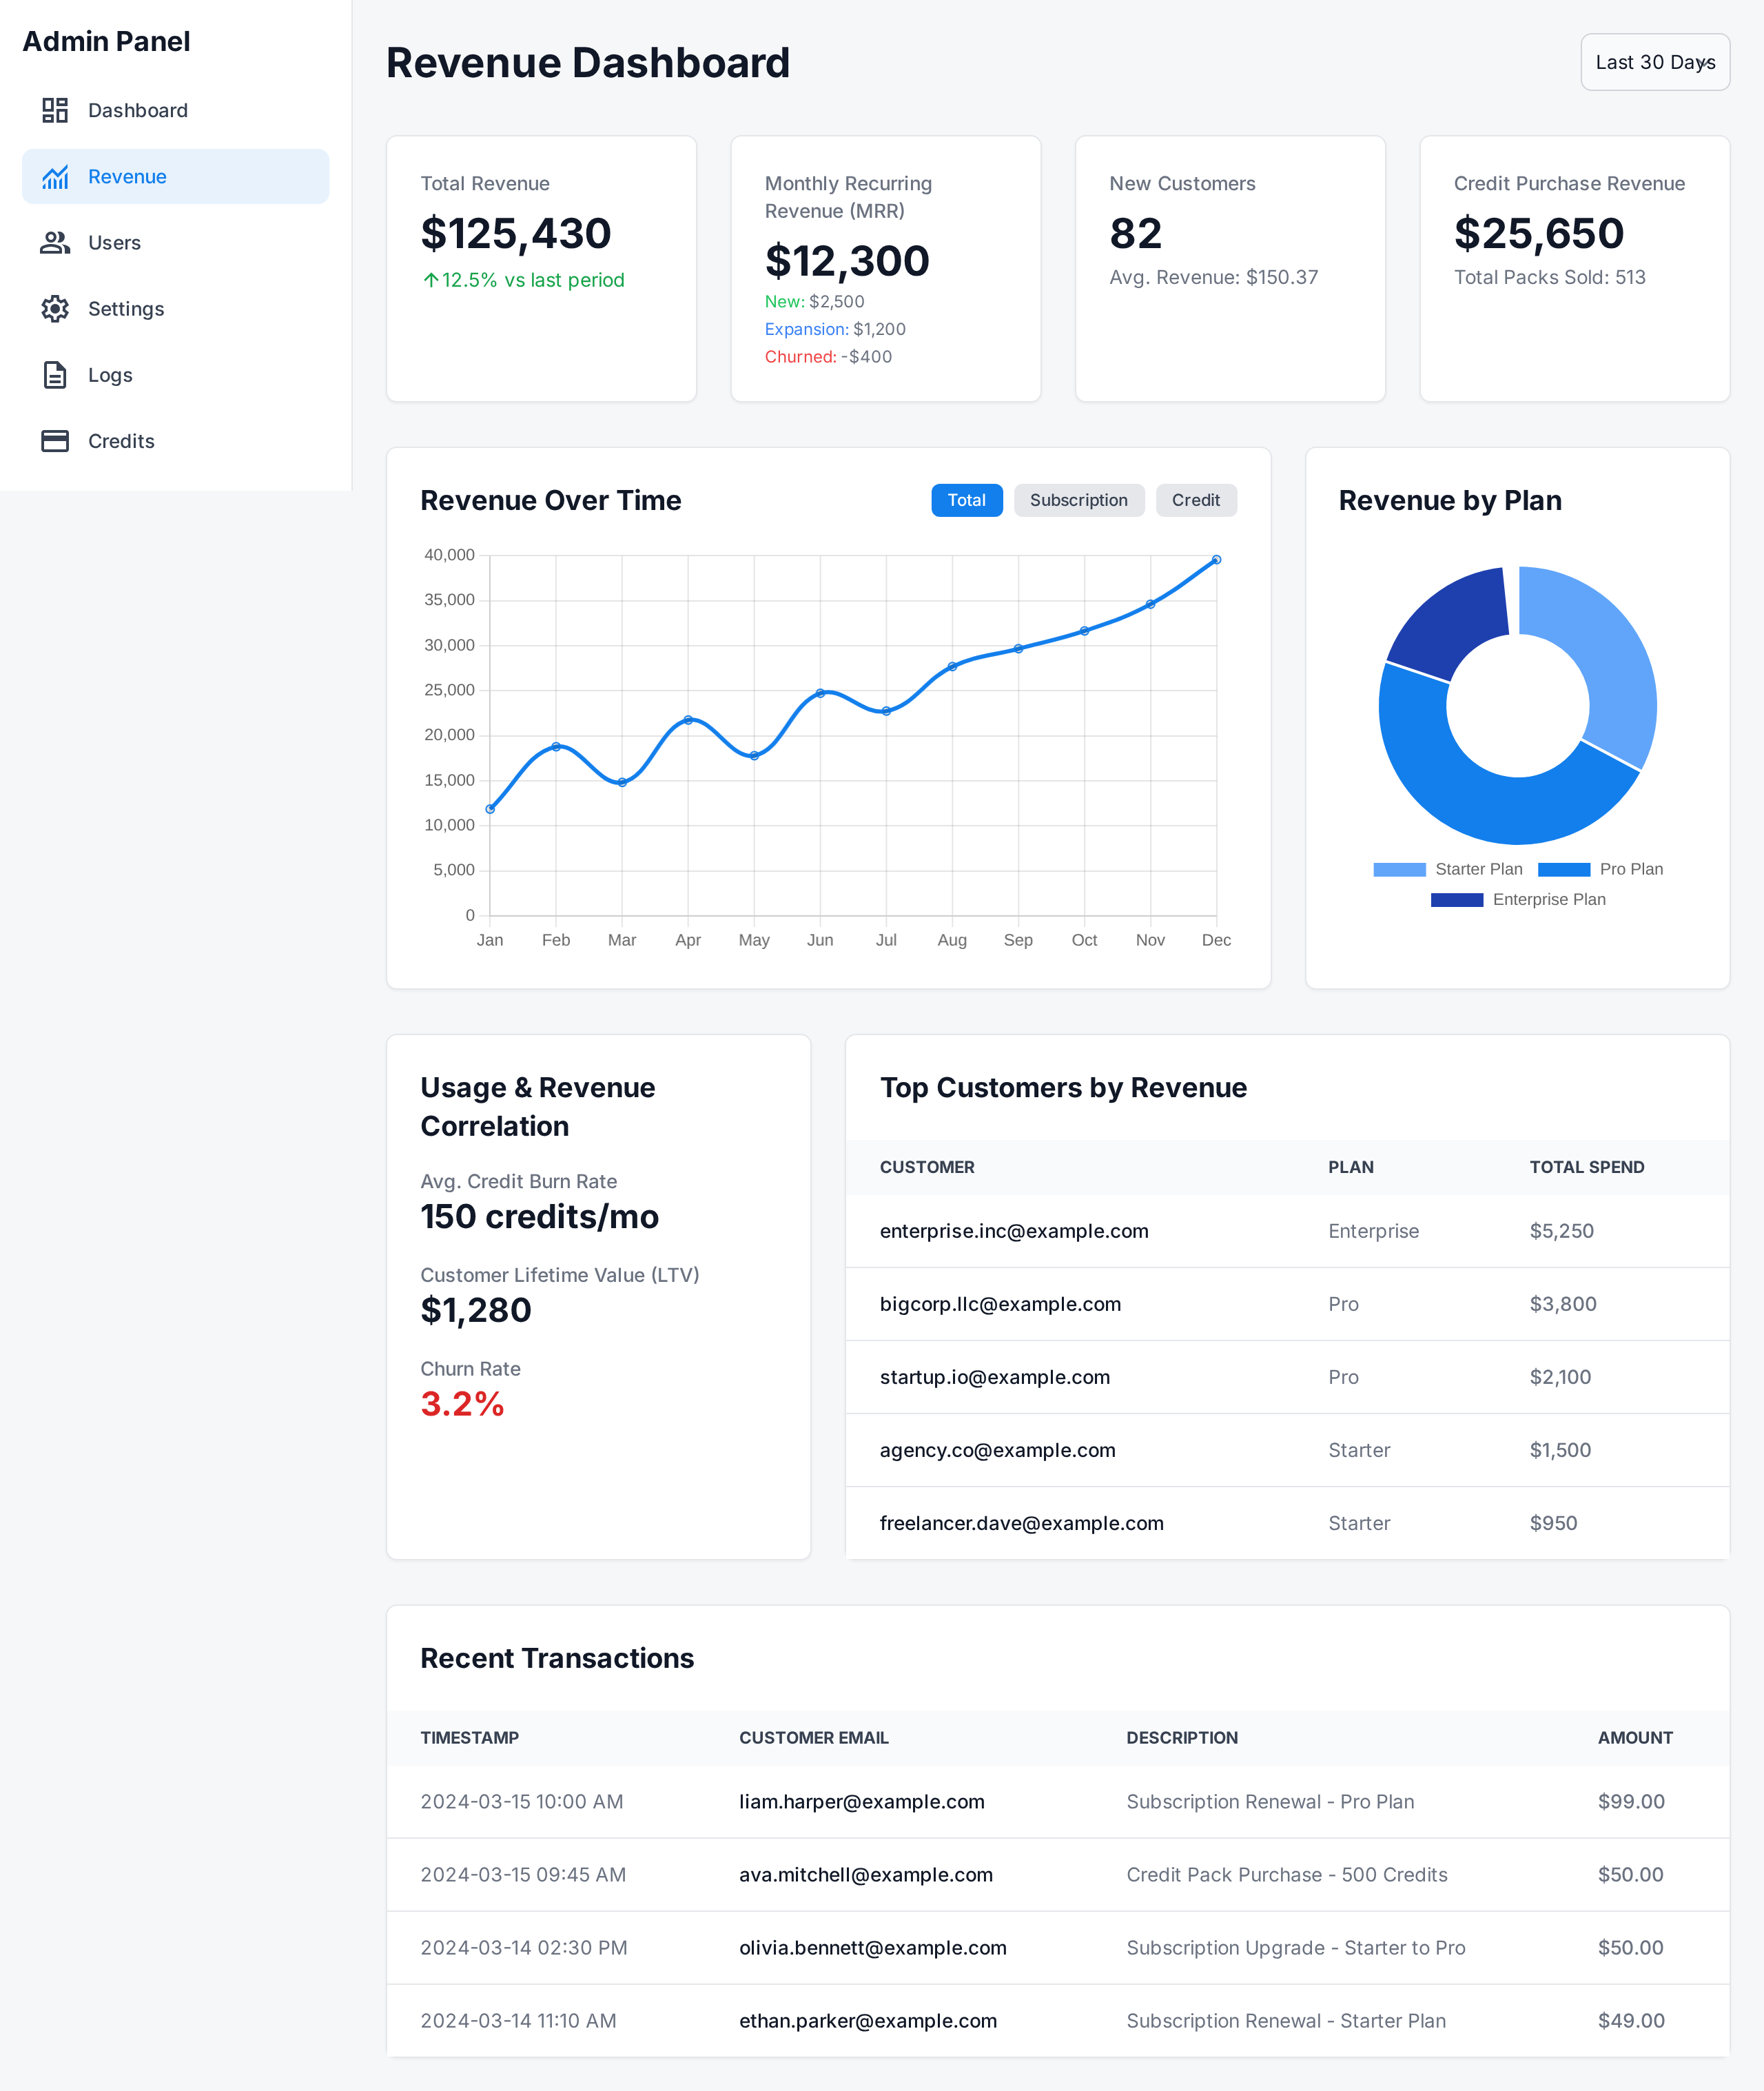 Admin Panel
Dashboard
Revenue
Users
Settings
Logs
Credits
Revenue Dashboard
Last 30 Days
Total Revenue
$125,430
↑12.5% vs last period
Monthly Recurring
Revenue (MRR)
$12,300
New: $2,500
Expansion: $1,200
Churned: -$400
New Customers
82
Avg. Revenue: $150.37
Credit Purchase Revenue
$25,650
Total Packs Sold: 513
Revenue Over Time
Total Subscription Credit
40,000
35,000
30,000
25,000
20,000
15,000
10,000
5,000
0
Jan Feb Mar Apr May Jun Jul Aug Sep Oct Nov Dec
Revenue by Plan
Starter Plan Pro Plan
Enterprise Plan
Usage & Revenue
Correlation
Avg. Credit Burn Rate
150 credits/mo
Customer Lifetime Value (LTV)
$1,280
Churn Rate
3.2%
Top Customers by Revenue
CUSTOMER PLAN TOTAL SPEND
enterprise.inc@example.com Enterprise $5,250
bigcorp.llc@example.com Pro $3,800
startup.io@example.com Pro $2,100
agency.co@example.com Starter $1,500
freelancer.dave@example.com Starter $950
Recent Transactions
TIMESTAMP CUSTOMER EMAIL DESCRIPTION AMOUNT
2024-03-15 10:00 AM liam.harper@example.com Subscription Renewal - Pro Plan $99.00
2024-03-15 09:45 AM ava.mitchell@example.com Credit Pack Purchase - 500 Credits $50.00
2024-03-14 02:30 PM olivia.bennett@example.com Subscription Upgrade - Starter to Pro $50.00
2024-03-14 11:10 AM ethan.parker@example.com Subscription Renewal - Starter Plan $49.00